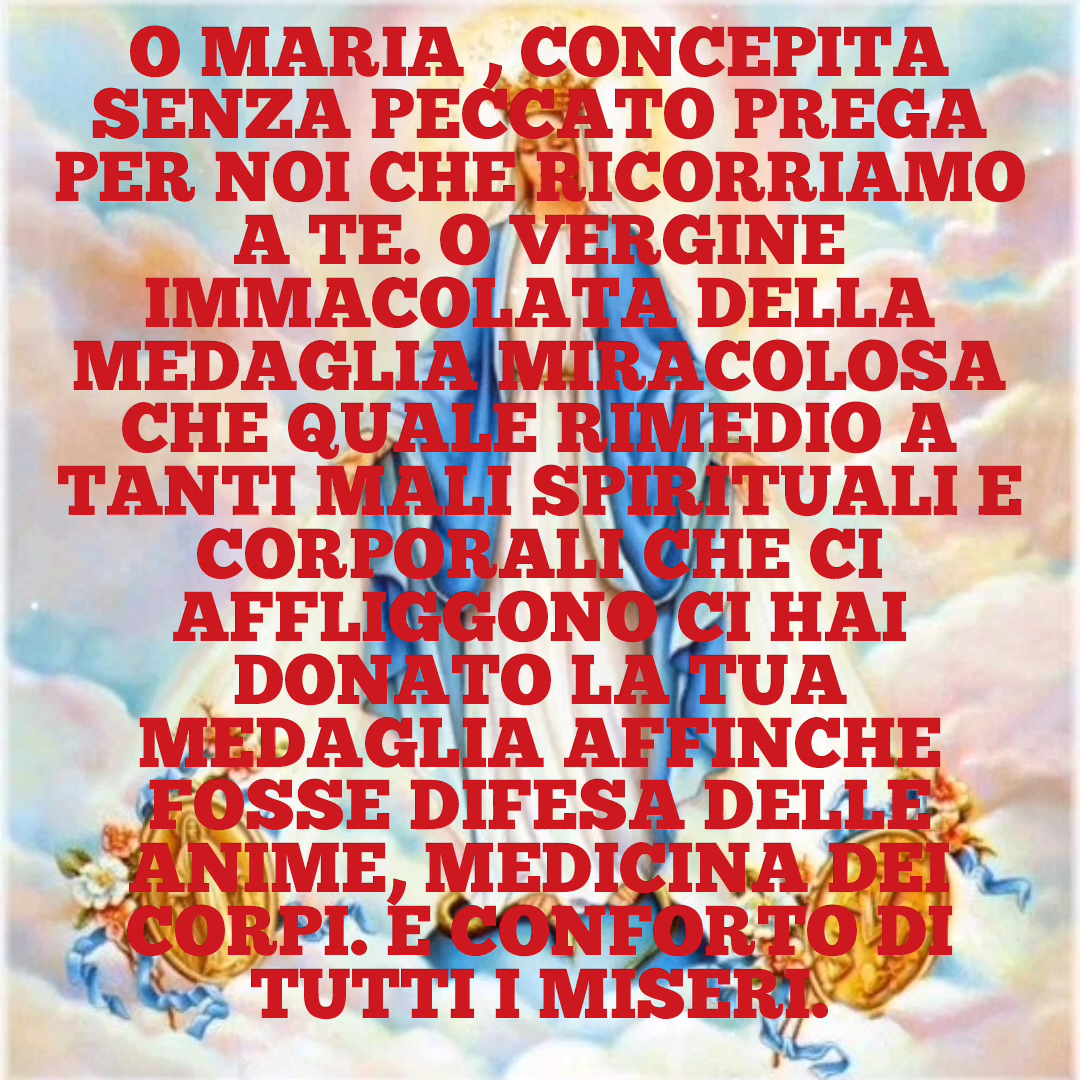 O MARIA , CONCEPITA
SENZA PECCATO PREGA
PER NOI CHE RICORRIAMO
A TE. O VERGINE
IMMACOLATA DELLA
MEDAGLIA MIRACOLOSA
CHE QUALE RIMEDIO A
TANTI MALI SPIRITUALI E
CORPORALI CHE CI
AFFLIGGONO CI HAI
DONATO LA TUA
MEDAGLIA AFFINCHE
FOSSE DIFESA DELLE
ANIME, MEDICINA DEI
CORPI. E CONFORTO DI
TUTTI I MISERI.